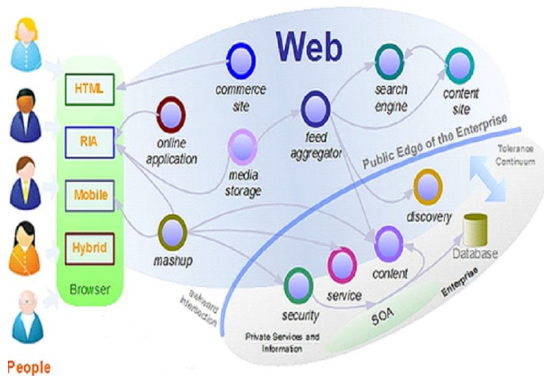 Web
HTML
RIA
Mobile
Hybrid
Browser
People
commerce
site
search
engine
content
site
online
application
media
storage
feed
aggregator
Public Edge of the Enterprise
Tolerance
Continuum
discovery
mashup
Database
content
service
security
Awkward
Intersection
Private Services and
Information
SOA
Enterprise